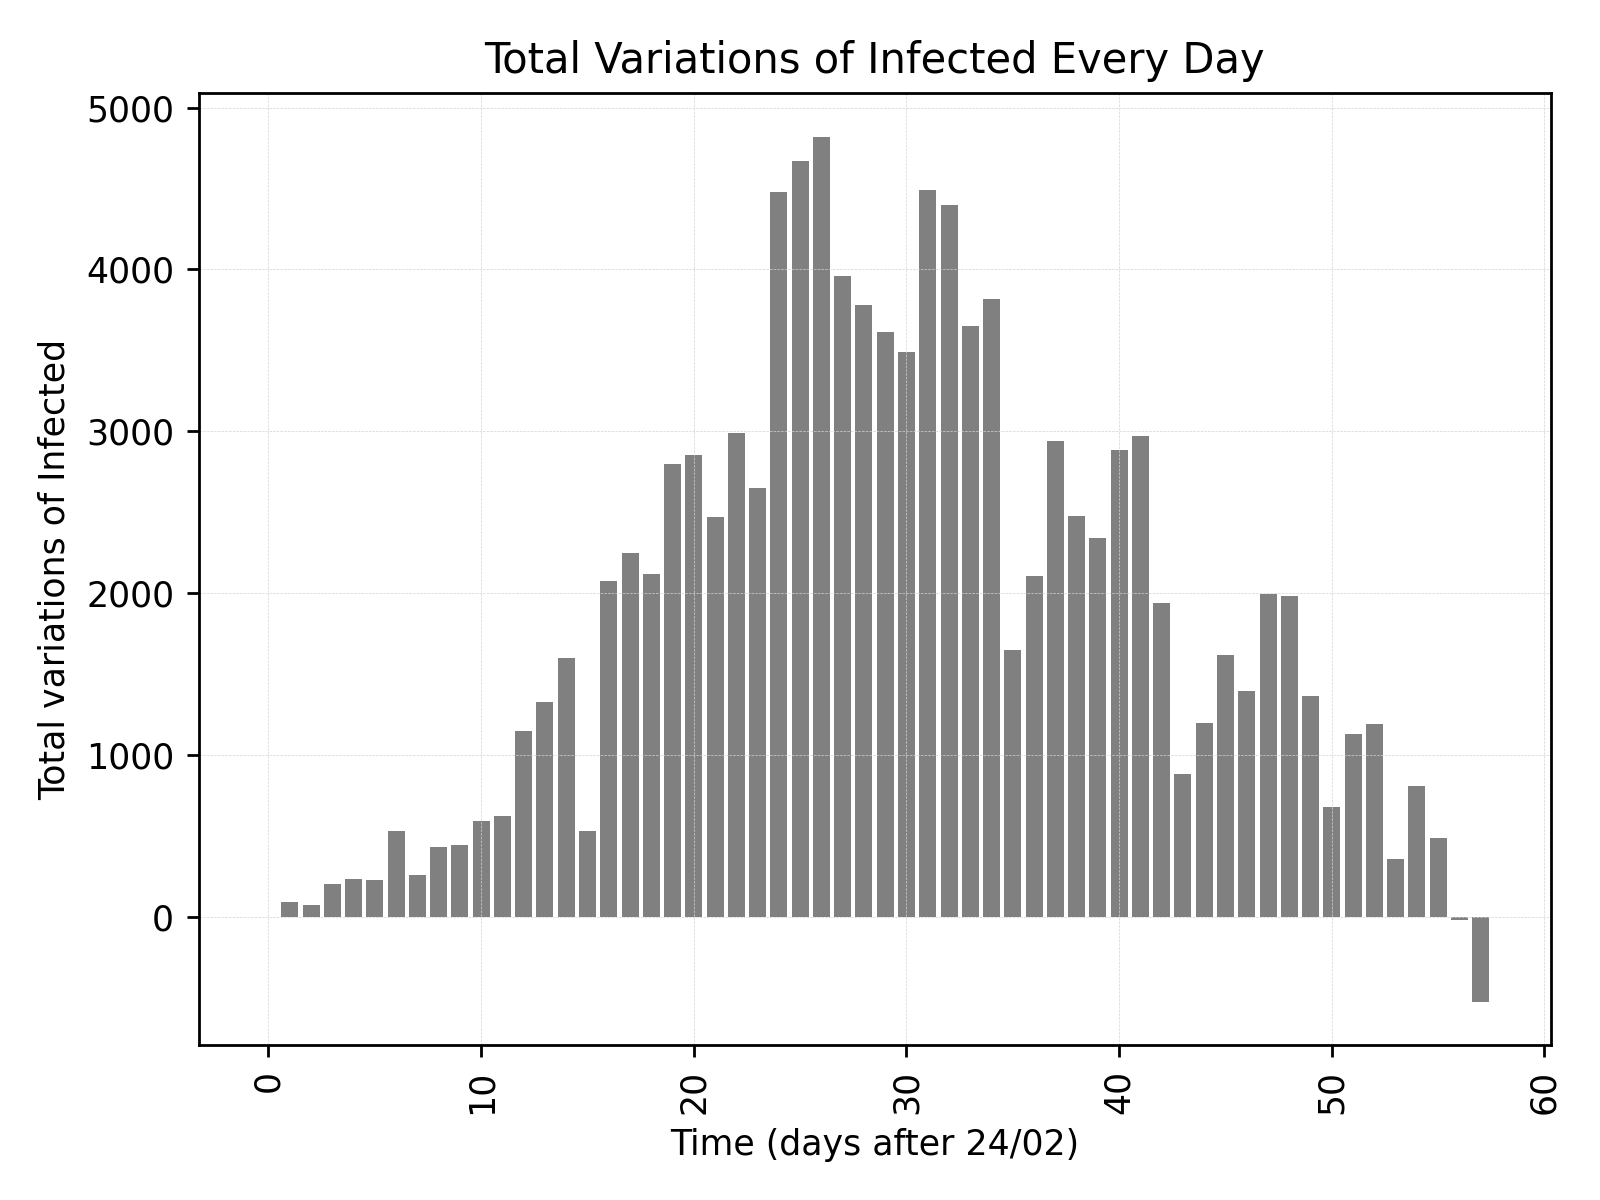 Total Variations of Infected Every Day
Total variations of Infected
5000
4000
3000
2000
1000
0
0 10 20 30 40 50 60
Time (days after 24/02)